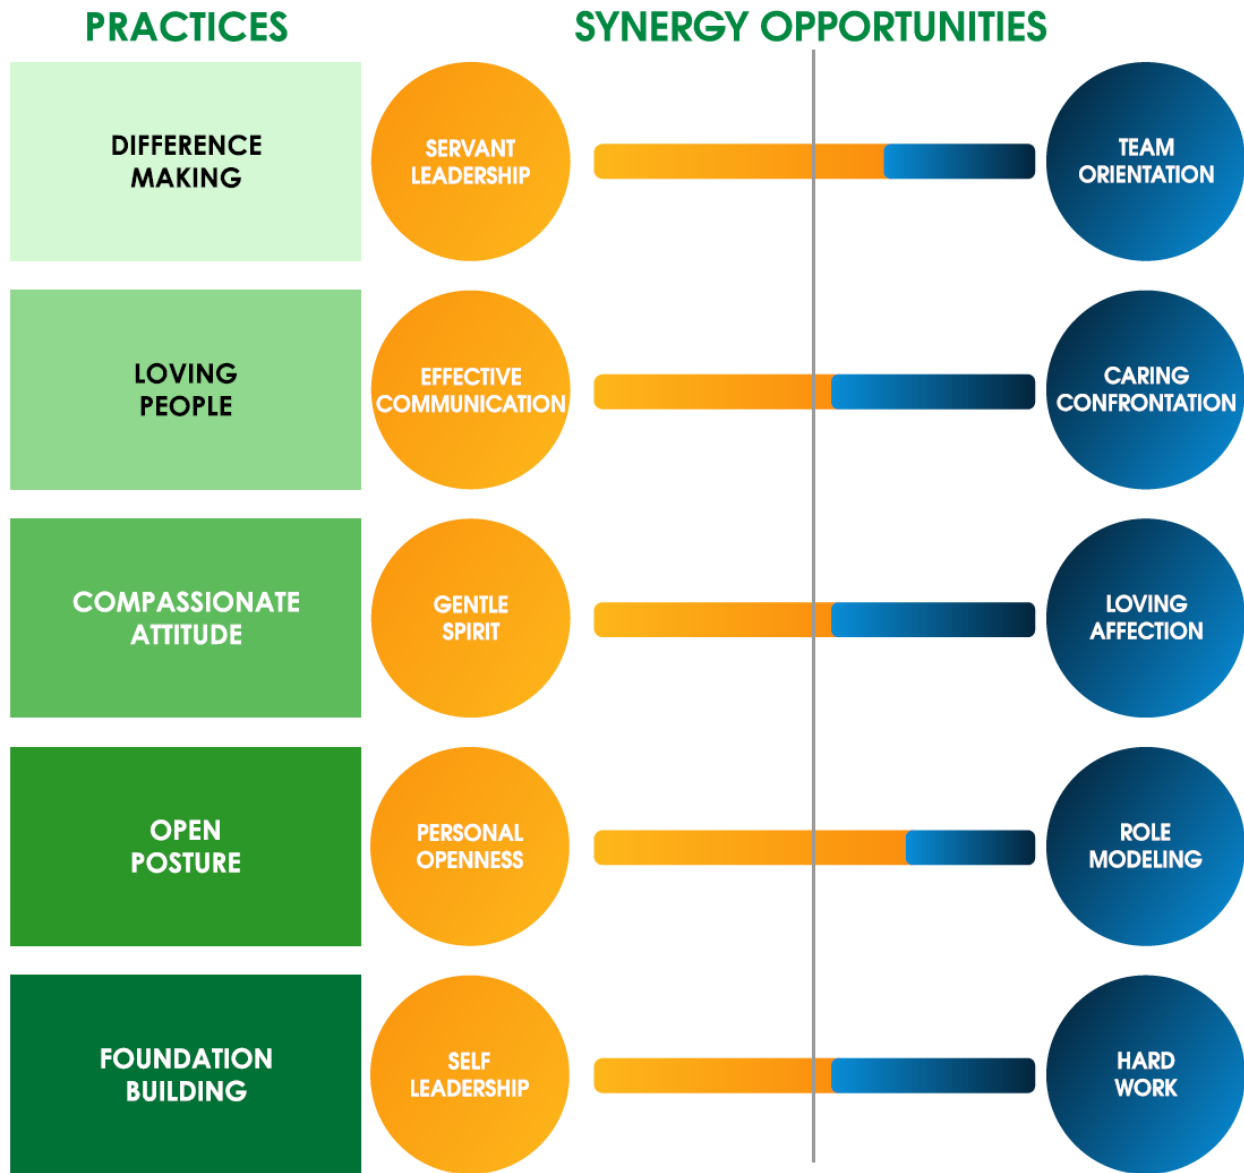 PRACTICES
SYNERGY OPPORTUNITIES
DIFFERENCE
MAKING
SERVANT
LEADERSHIP
TEAM
ORIENTATION
LOVING
PEOPLE
EFFECTIVE
COMMUNICATION
CARING
CONFRONTATION
COMPASSIONATE
ATTITUDE
GENTLE
SPIRIT
LOVING
AFFECTION
OPEN
POSTURE
PERSONAL
OPENNESS
ROLE
MODELING
FOUNDATION
BUILDING
SELF
LEADERSHIP
HARD
WORK